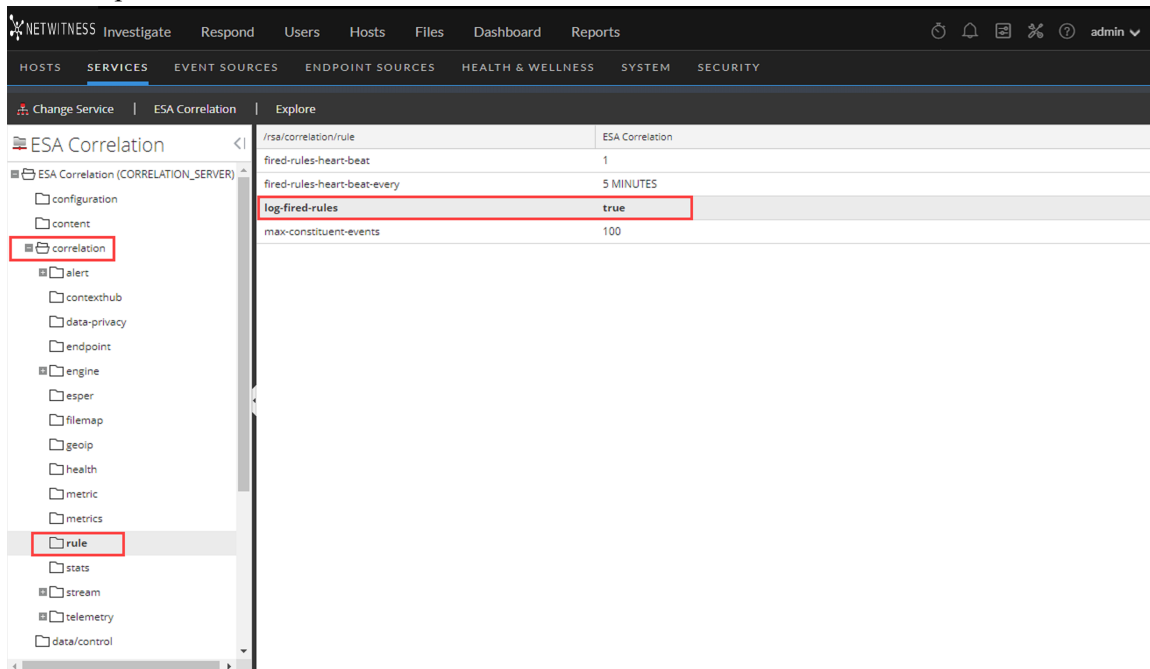 NETWITNESS Investigate Respond Users Hosts Files Dashboard Reports admin
HOSTS SERVICES EVENT SOURCES ENDPOINT SOURCES HEALTH & WELLNESS SYSTEM SECURITY
Change Service | ESA Correlation | Explore
ESA Correlation
ESA Correlation (CORRELATION_SERVER)
configuration
content
correlation
alert
contexthub
data-privacy
endpoint
engine
esper
filemap
geoip
health
metric
metrics
rule
stats
stream
telemetry
data/control
/rsa/correlation/rule ESA Correlation
fired-rules-heart-beat 1
fired-rules-heart-beat-every 5 MINUTES
log-fired-rules true
max-constituent-events 100